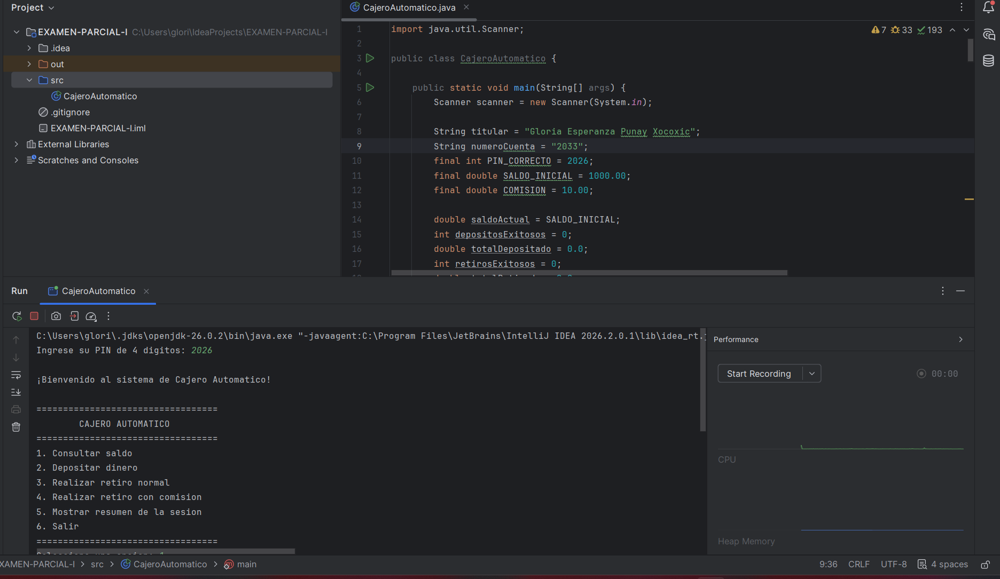 Project
EXAMEN-PARCIAL-I C:\Users\glori\IdeaProjects\EXAMEN-PARCIAL-I
.idea
out
src
CajeroAutomatico
.gitignore
EXAMEN-PARCIAL-I.iml
External Libraries
Scratches and Consoles
CajeroAutomatico.java
7 33 193
1 import java.util.Scanner;
2
3 public class CajeroAutomatico {
4
5 public static void main(String[] args) {
6 Scanner scanner = new Scanner(System.in);
7
8 String titular = "Gloria Esperanza Punay Xocoxic";
9 String numeroCuenta = "2033";
10 final int PIN_CORRECTO = 2026;
11 final double SALDO_INICIAL = 1000.00;
12 final double COMISION = 10.00;
13
14 double saldoActual = SALDO_INICIAL;
15 int depositosExitosos = 0;
16 double totalDepositado = 0.0;
17 int retirosExitosos = 0;
Run CajeroAutomatico
C:\Users\glori\.jdks\openjdk-26.0.2\bin\java.exe "-javaagent:C:\Program Files\JetBrains\IntelliJ IDEA 2026.2.0.1\lib\idea_rt.j
Ingrese su PIN de 4 digitos: 2026
¡Bienvenido al sistema de Cajero Automatico!
==================================
CAJERO AUTOMATICO
==================================
1. Consultar saldo
2. Depositar dinero
3. Realizar retiro normal
4. Realizar retiro con comision
5. Mostrar resumen de la sesion
6. Salir
==================================
Performance
Start Recording 00:00
CPU
Heap Memory
XAMEN-PARCIAL-I > src > CajeroAutomatico > main
9:36 CRLF UTF-8 4 spaces